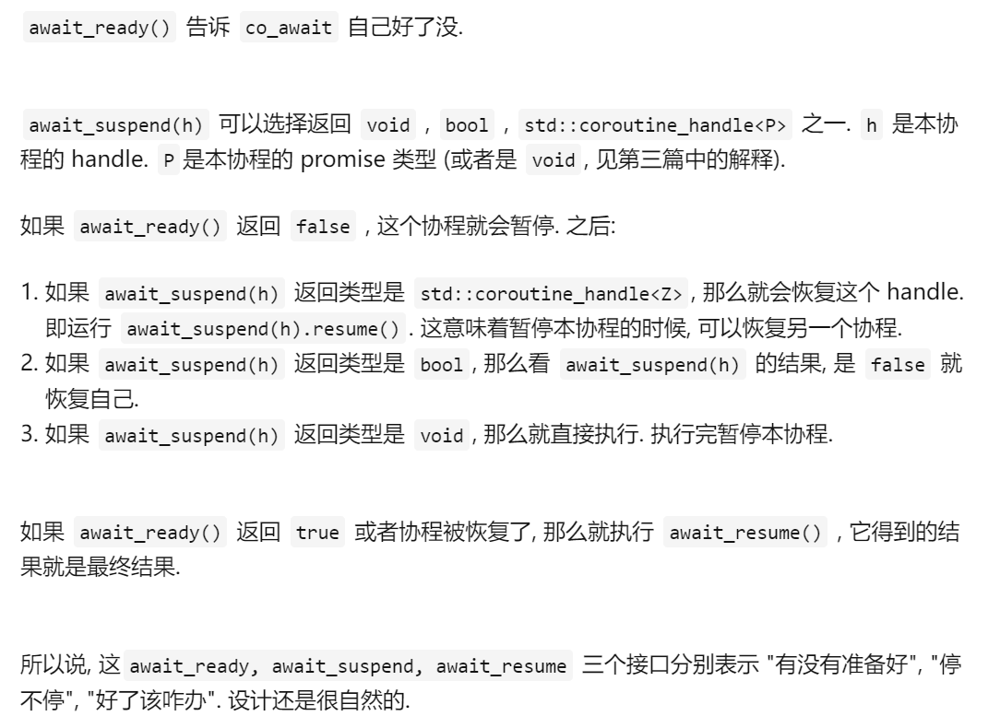 await_ready() 告诉 co_await 自己好了没.
await_suspend(h) 可以选择返回 void , bool , std::coroutine_handle<P> 之一. h 是本协
程的 handle. P 是本协程的 promise 类型 (或者是 void , 见第三篇中的解释).
如果 await_ready() 返回 false , 这个协程就会暂停. 之后:
1. 如果 await_suspend(h) 返回类型是 std::coroutine_handle<Z> , 那么就会恢复这个 handle.
即运行 await_suspend(h).resume() . 这意味着暂停本协程的时候, 可以恢复另一个协程.
2. 如果 await_suspend(h) 返回类型是 bool , 那么看 await_suspend(h) 的结果, 是 false 就
恢复自己.
3. 如果 await_suspend(h) 返回类型是 void , 那么就直接执行. 执行完暂停本协程.
如果 await_ready() 返回 true 或者协程被恢复了, 那么就执行 await_resume() , 它得到的结
果就是最终结果.
所以说, 这 await_ready, await_suspend, await_resume 三个接口分别表示 "有没有准备好", "停
不停", "好了该咋办". 设计还是很自然的.